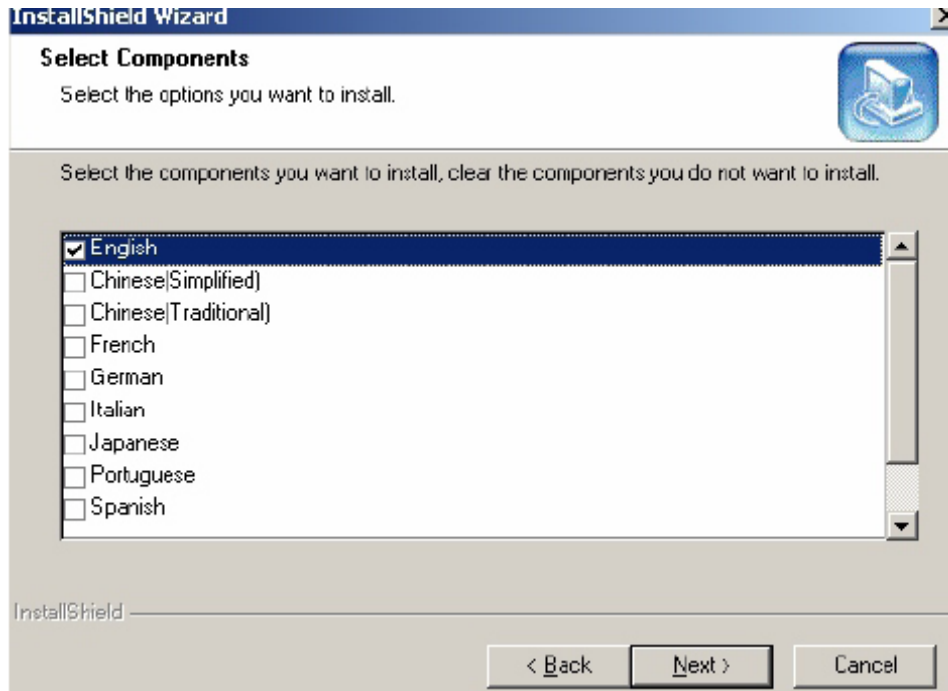 InstallShield Wizard
Select Components
Select the options you want to install.
Select the components you want to install, clear the components you do not want to install.
English
Chinese(Simplified)
Chinese(Traditional)
French
German
Italian
Japanese
Portuguese
Spanish
InstallShield
< Back
Next >
Cancel